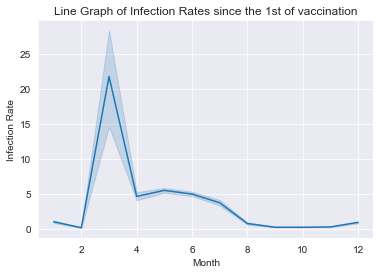 Line Graph of Infection Rates since the 1st of vaccination
Infection Rate
25
20
15
10
5
0
2 4 6 8 10 12
Month